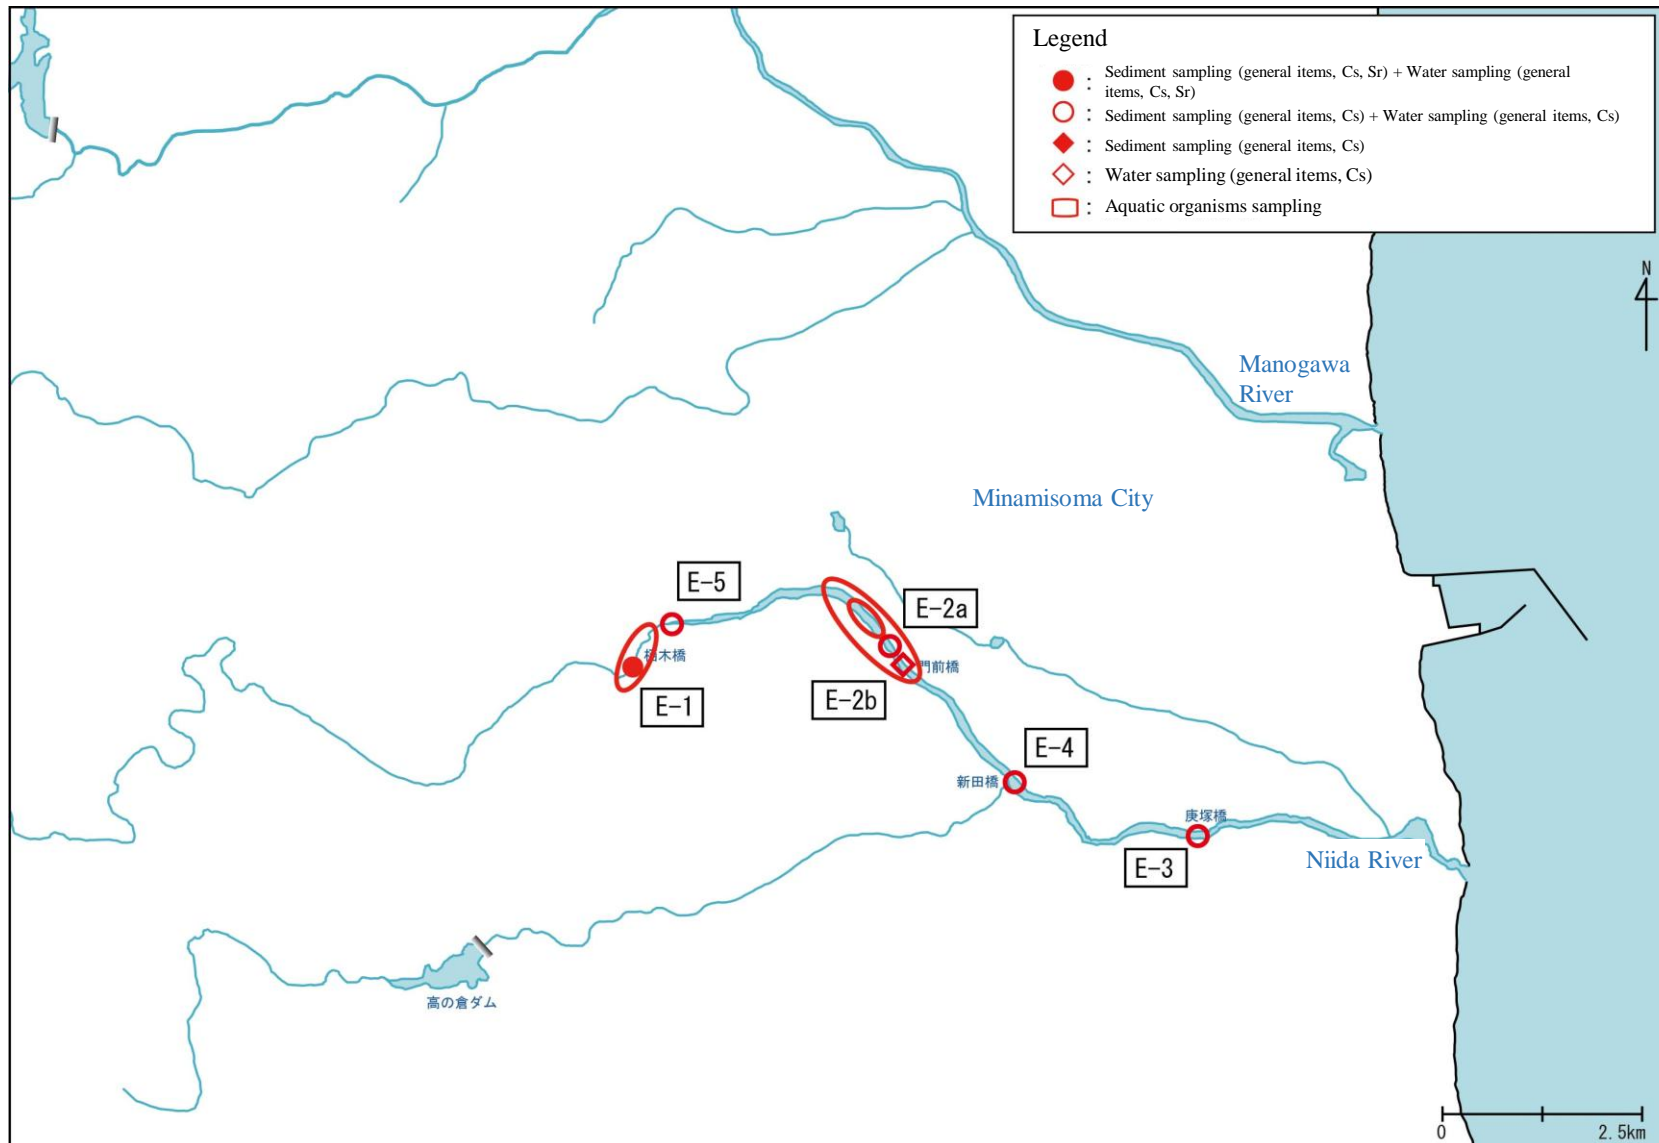 Legend
: Sediment sampling (general items, Cs, Sr) + Water sampling (general
items, Cs, Sr)
: Sediment sampling (general items, Cs) + Water sampling (general items, Cs)
: Sediment sampling (general items, Cs)
: Water sampling (general items, Cs)
: Aquatic organisms sampling
N
Manogawa
River
Minamisoma City
E-5
E-2a
木橋
門前橋
E-1
E-2b
E-4
新田橋
庚塚橋
E-3
Niida River
高の倉ダム
0
2.5km